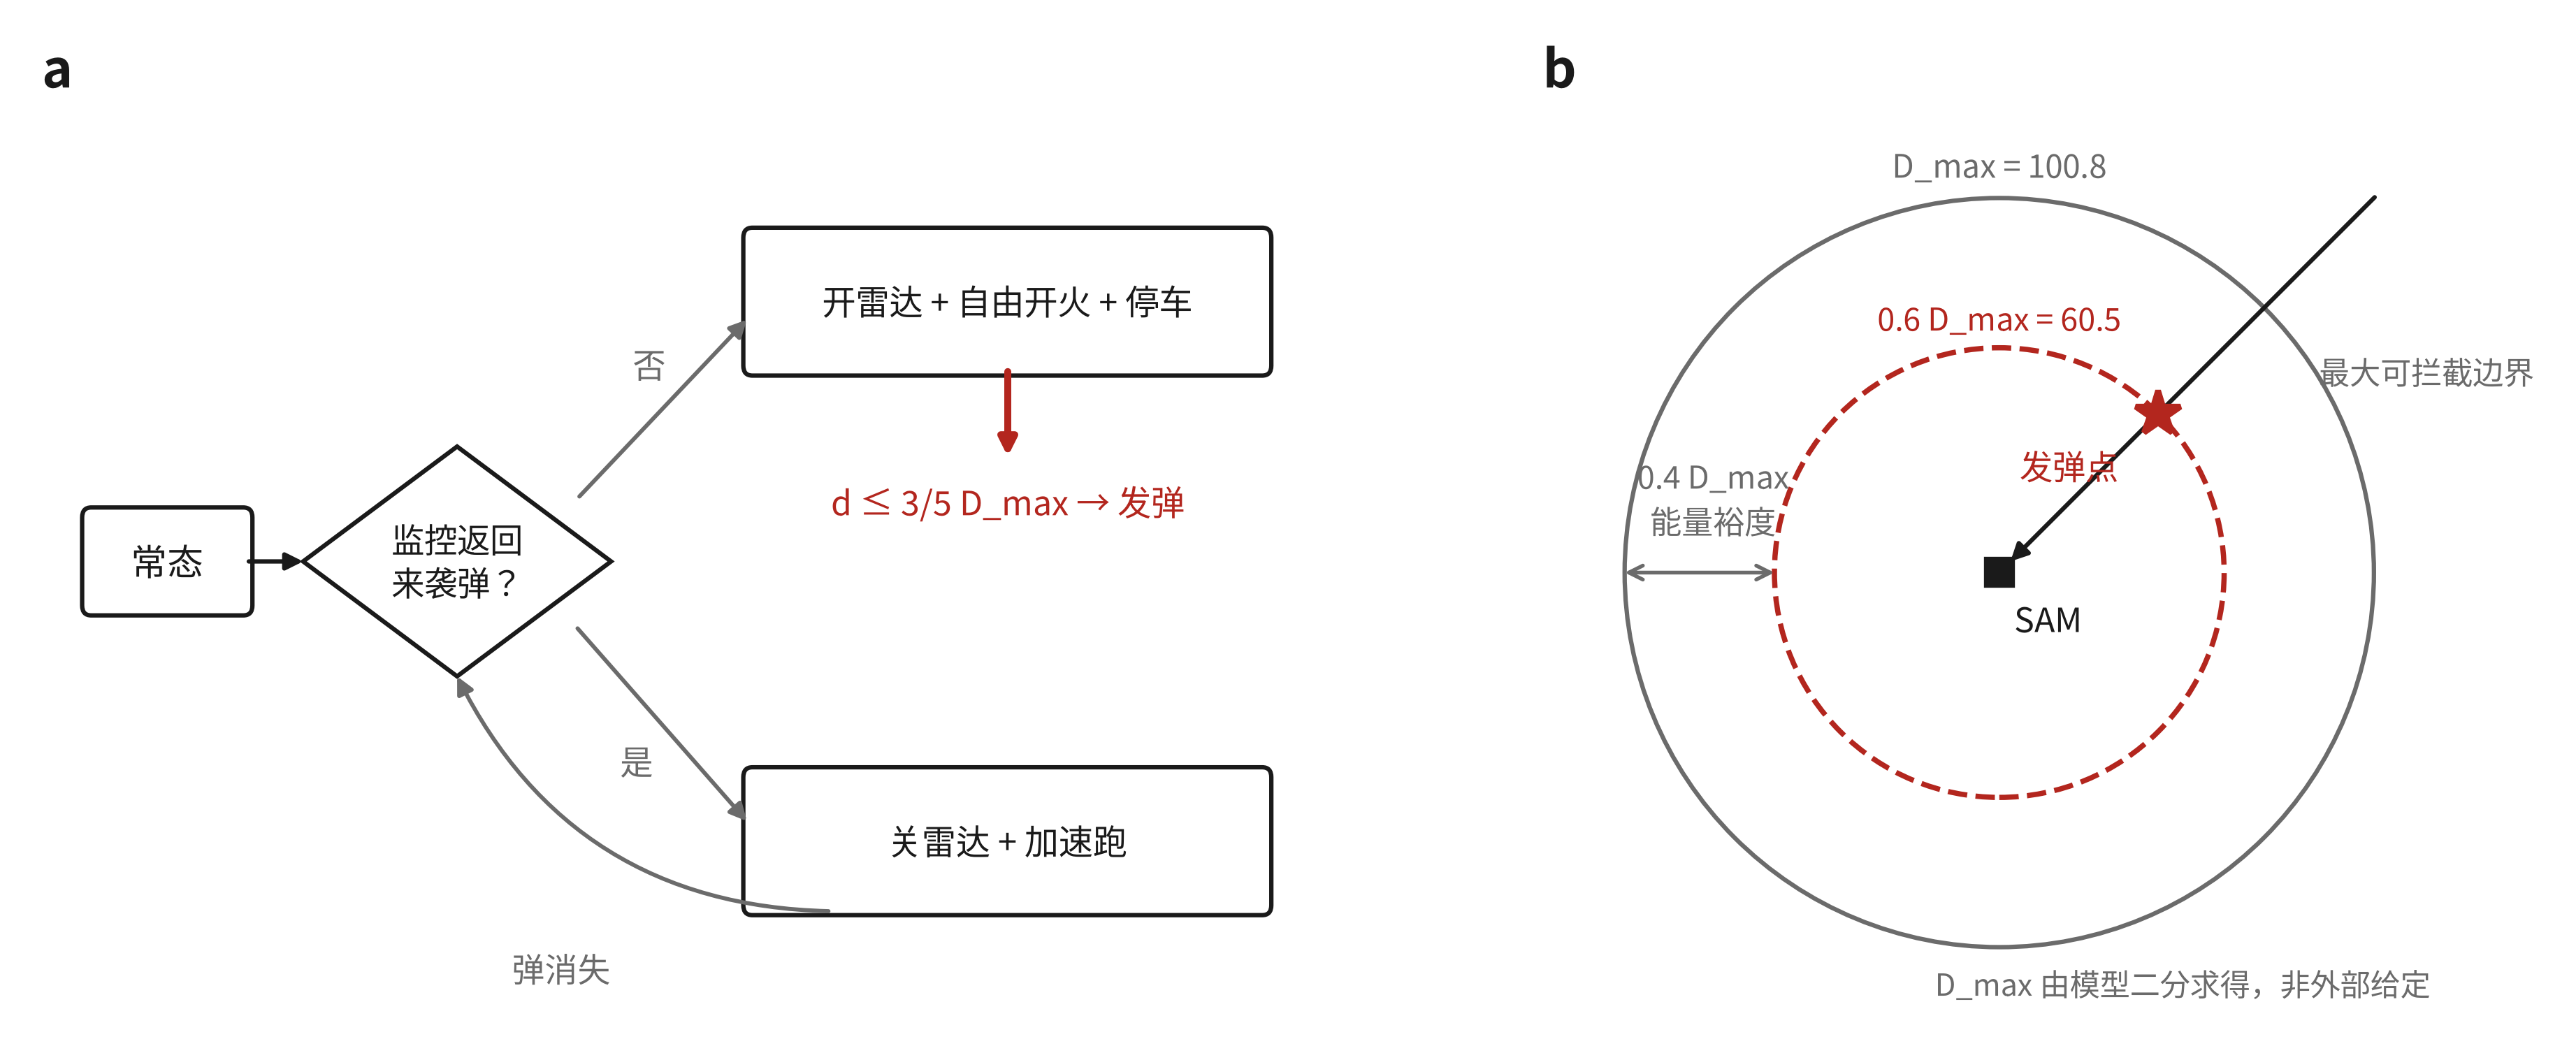 a
常态
监控返回
来袭弹？
否
开雷达 + 自由开火 + 停车
d ≤ 3/5 D_max → 发弹
是
关雷达 + 加速跑
弹消失
b
D_max = 100.8
0.6 D_max = 60.5
最大可拦截边界
发弹点
0.4 D_max
能量裕度
SAM
D_max 由模型二分求得，非外部给定